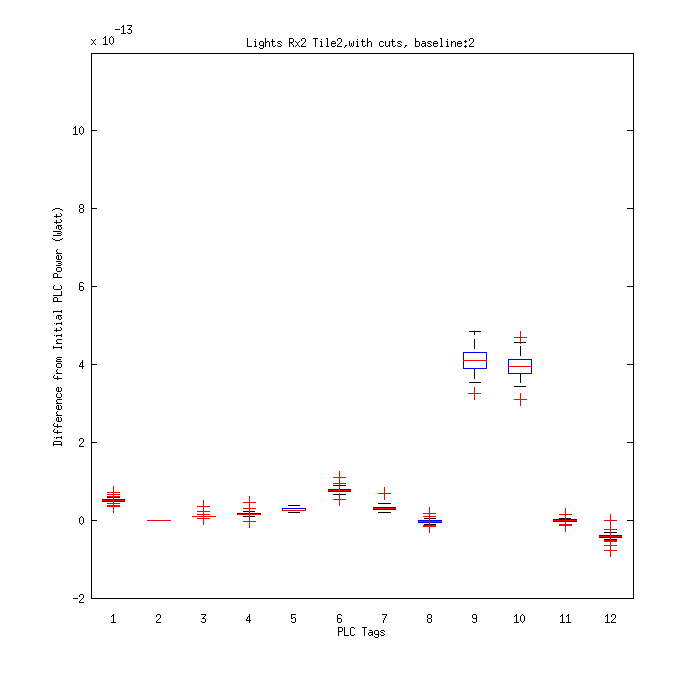 x 10^-13
Lights Rx2 Tile2,with cuts, baseline:2
Difference from Initial PLC Power (Watt)
10
8
6
4
2
0
-2
1 2 3 4 5 6 7 8 9 10 11 12
PLC Tags